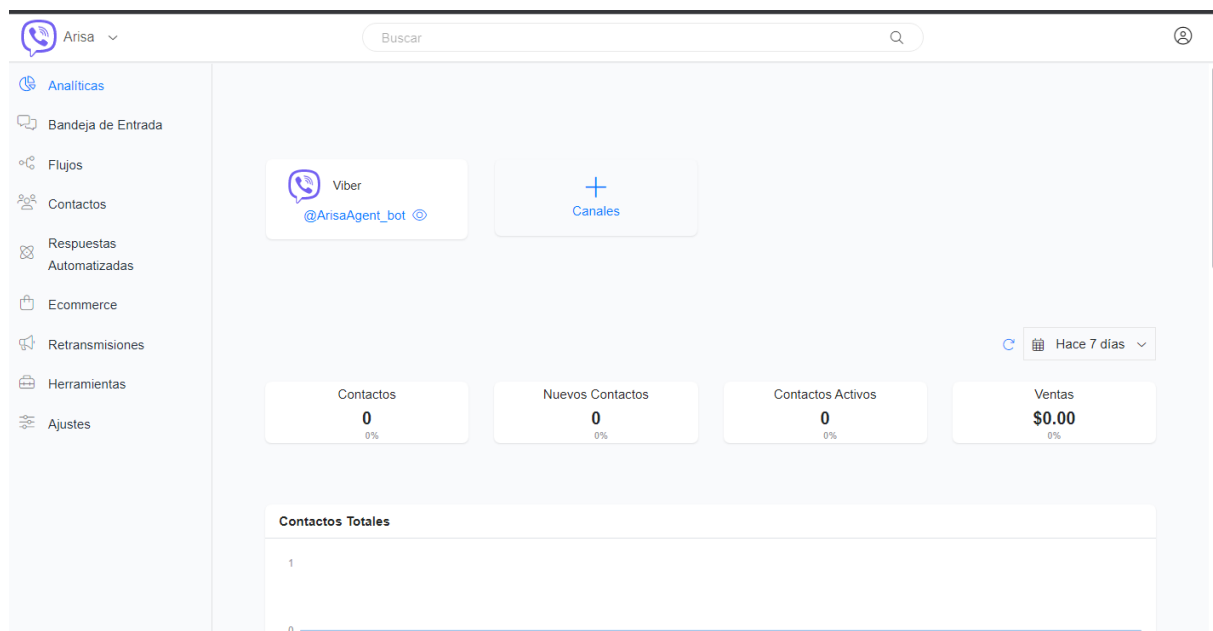 Arisa
Buscar
Analíticas
Bandeja de Entrada
Flujos
Contactos
Respuestas
Automatizadas
Ecommerce
Retransmisiones
Herramientas
Ajustes
Viber
@ArisaAgent_bot
Canales
Hace 7 días
Contactos
0
0%
Nuevos Contactos
0
0%
Contactos Activos
0
0%
Ventas
$0.00
0%
Contactos Totales
1
0